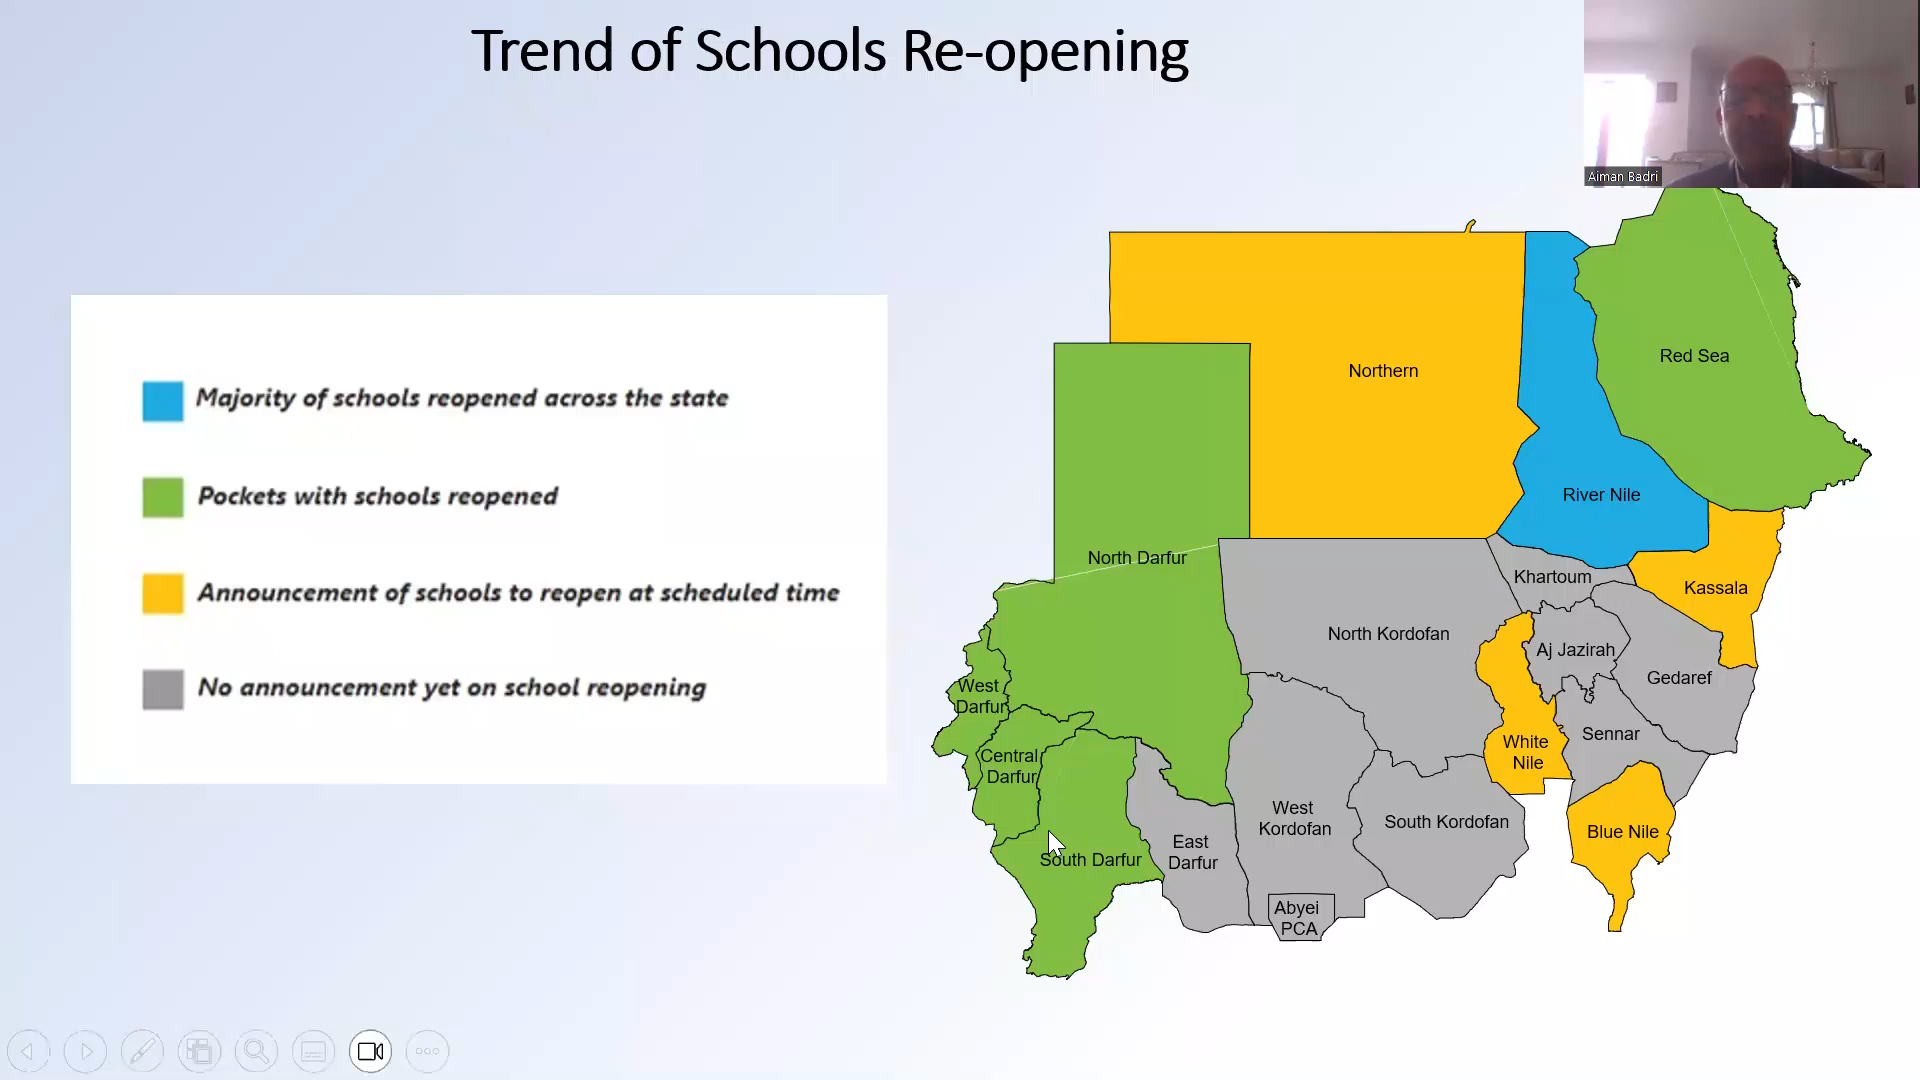 Trend of Schools Re-opening
Aiman Badri
Majority of schools reopened across the state
Pockets with schools reopened
Announcement of schools to reopen at scheduled time
No announcement yet on school reopening
Northern
Red Sea
River Nile
North Darfur
Khartoum
Kassala
North Kordofan
Aj Jazirah
Gedaref
West
Darfur
Sennar
White
Nile
Central
Darfur
West
Kordofan
South Kordofan
Blue Nile
East
Darfur
South Darfur
Abyei
PCA